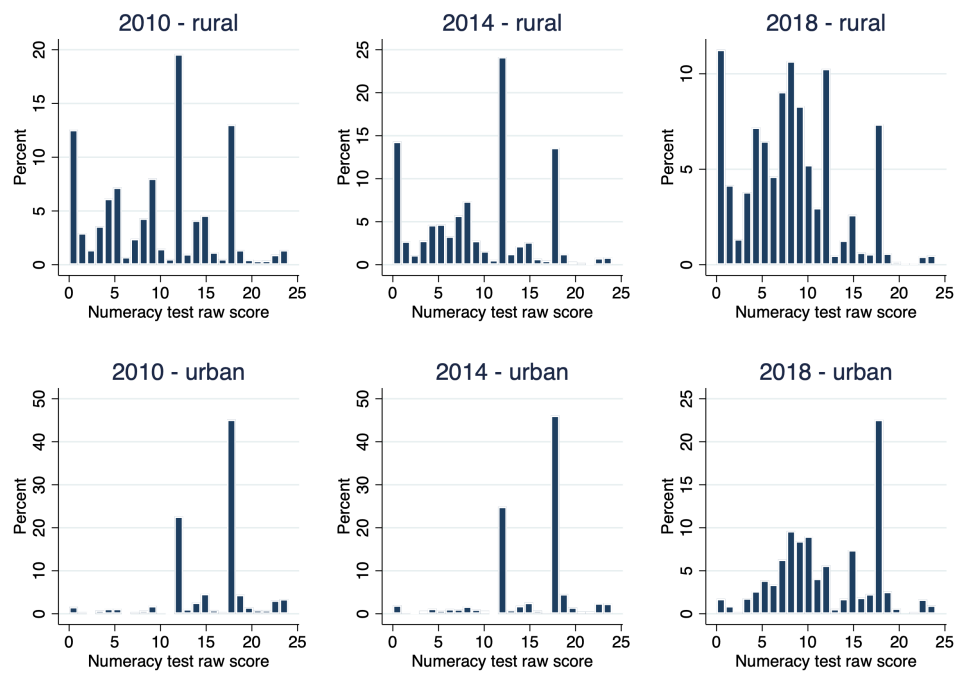 2010 - rural
20
15
10
5
0
Percent
0 5 10 15 20 25
Numeracy test raw score
2014 - rural
25
20
15
10
5
0
Percent
0 5 10 15 20 25
Numeracy test raw score
2018 - rural
10
5
0
Percent
0 5 10 15 20 25
Numeracy test raw score
2010 - urban
50
40
30
20
10
0
Percent
0 5 10 15 20 25
Numeracy test raw score
2014 - urban
50
40
30
20
10
0
Percent
0 5 10 15 20 25
Numeracy test raw score
2018 - urban
25
20
15
10
5
0
Percent
0 5 10 15 20 25
Numeracy test raw score